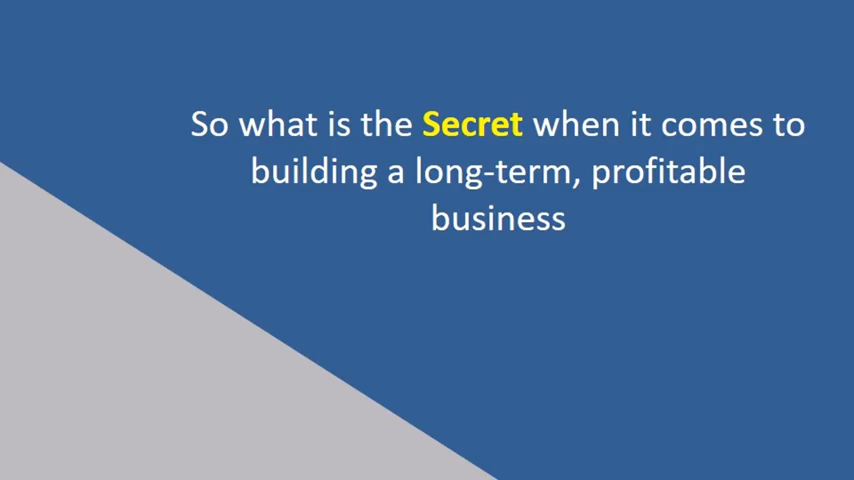 So what is the Secret when it comes to
building a long-term, profitable
business